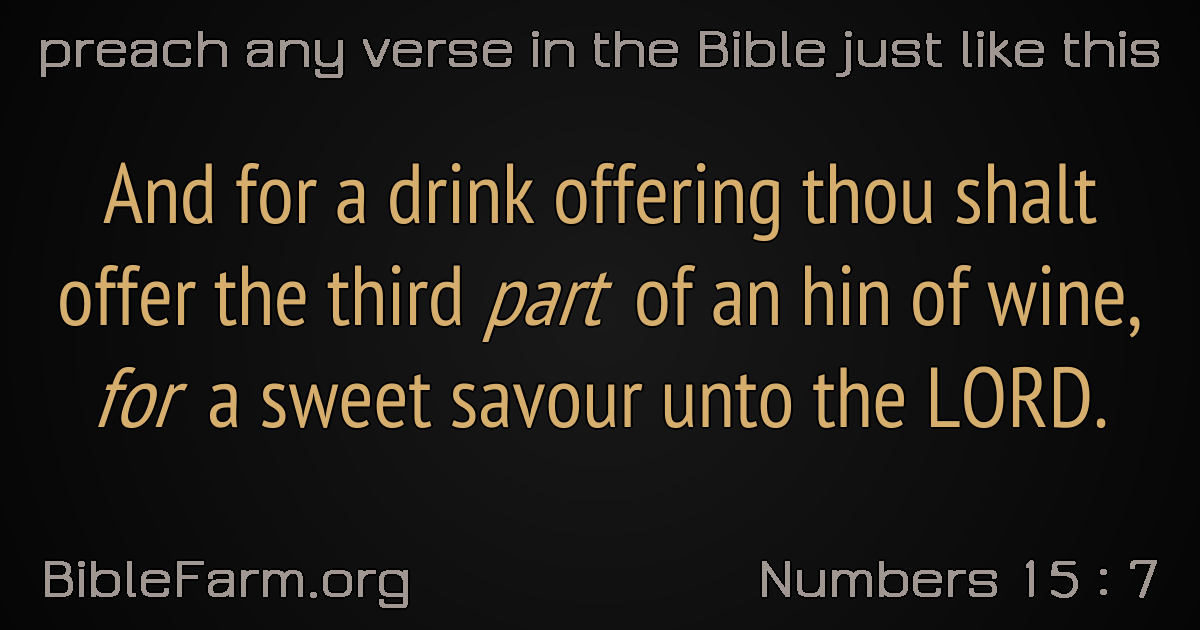 preach any verse in the Bible just like this
And for a drink offering thou shalt
offer the third part of an hin of wine,
for a sweet savour unto the LORD.
BibleFarm.org
Numbers 15 : 7